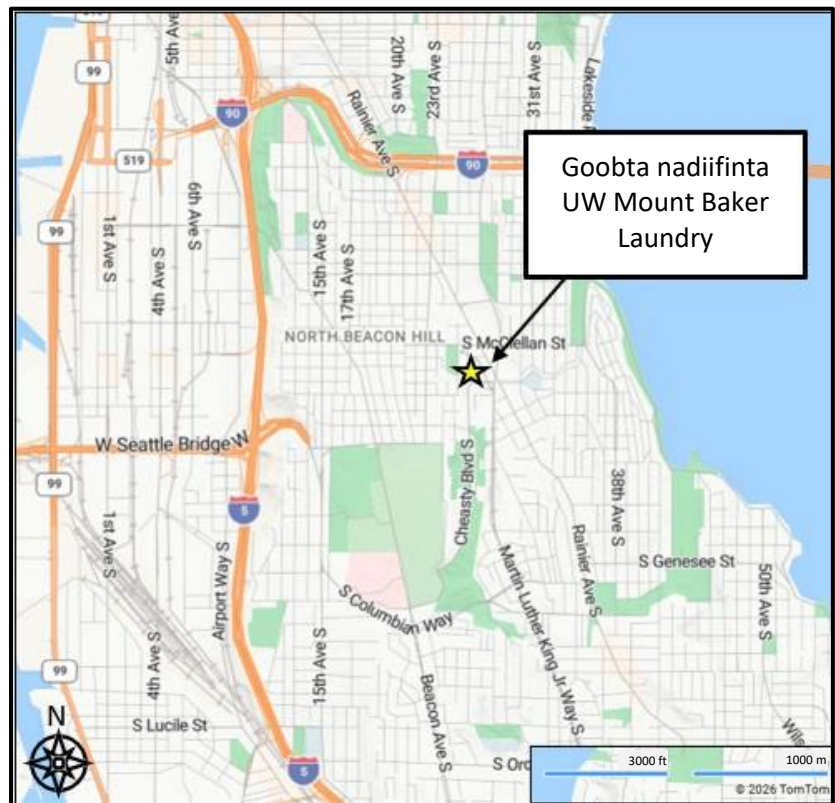 99
5th Ave S
20th Ave S
23rd Ave S
31st Ave S
Lakeside
Rainier Ave S
90
519
90
Goobta nadiifinta
UW Mount Baker
Laundry
99
1st Ave S
4th Ave S
6th Ave S
15th Ave S
17th Ave S
NORTH BEACON HILL
S McClellan St
W Seattle Bridge W
99
5
Cheasty Blvd S
38th Ave S
1st Ave S
Airport Way S
Rainier Ave S
S Genesee St
50th Ave S
Martin Luther King Jr Way S
S Columbian Way
99
4th Ave S
15th Ave S
Beacon Ave S
N
S Lucile St
5
3000 ft
1000 m
© 2026 TomTom